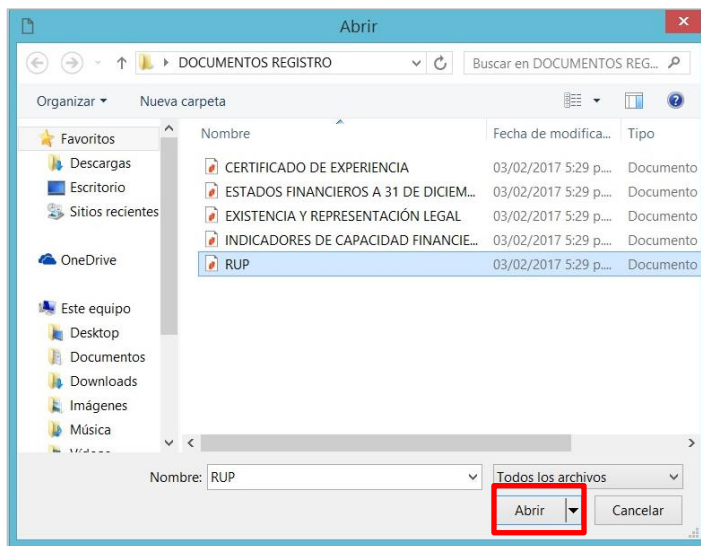 Abrir
DOCUMENTOS REGISTRO
Buscar en DOCUMENTOS REG...
Organizar
Nueva carpeta
Nombre Fecha de modifica... Tipo
CERTIFICADO DE EXPERIENCIA 03/02/2017 5:29 p.... Documento
ESTADOS FINANCIEROS A 31 DE DICIEM... 03/02/2017 5:29 p.... Documento
EXISTENCIA Y REPRESENTACIÓN LEGAL 03/02/2017 5:29 p.... Documento
INDICADORES DE CAPACIDAD FINANCIE... 03/02/2017 5:29 p.... Documento
RUP 03/02/2017 5:29 p.... Documento
Favoritos
Descargas
Escritorio
Sitios recientes
OneDrive
Este equipo
Desktop
Documentos
Downloads
Imágenes
Música
Nombre: RUP
Todos los archivos
Abrir
Cancelar